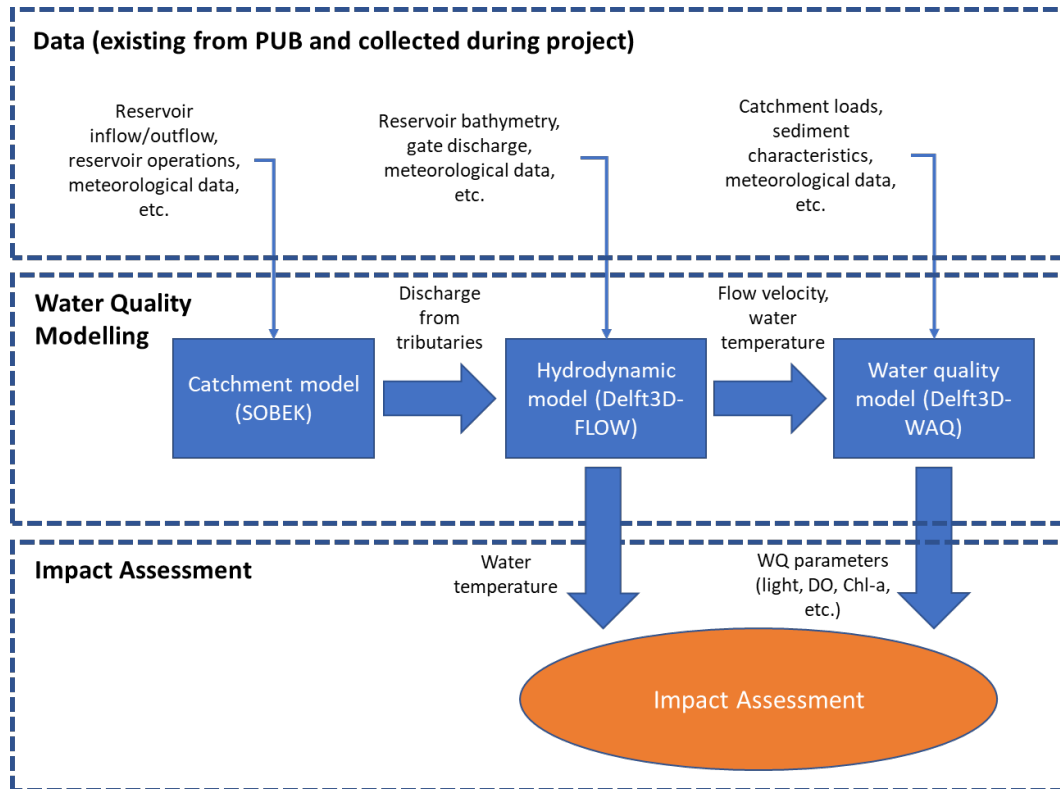 Data (existing from PUB and collected during project)
Reservoir
inflow/outflow,
reservoir operations,
meteorological data,
etc.
Reservoir bathymetry,
gate discharge,
meteorological data,
etc.
Catchment loads,
sediment
characteristics,
meteorological data,
etc.
Water Quality
Modelling
Discharge
from
tributaries
Flow velocity,
water
temperature
Catchment model
(SOBEK)
Hydrodynamic
model (Delft3D-
FLOW)
Water quality
model (Delft3D-
WAQ)
Impact Assessment
Water
temperature
WQ parameters
(light, DO, Chl-a,
etc.)
Impact Assessment